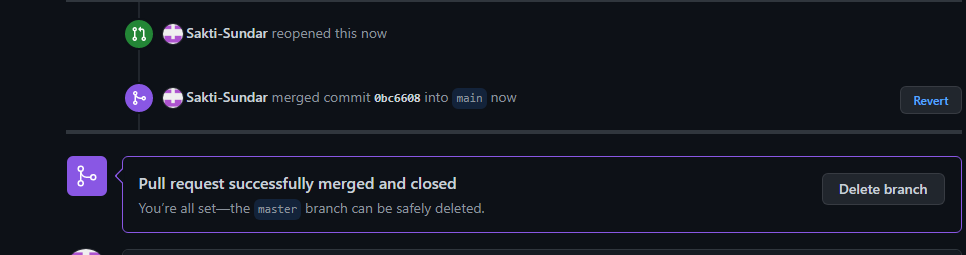 Sakti-Sundar reopened this now
Sakti-Sundar merged commit 0bc6608 into main now
Revert
Pull request successfully merged and closed
Delete branch
You're all set—the master branch can be safely deleted.